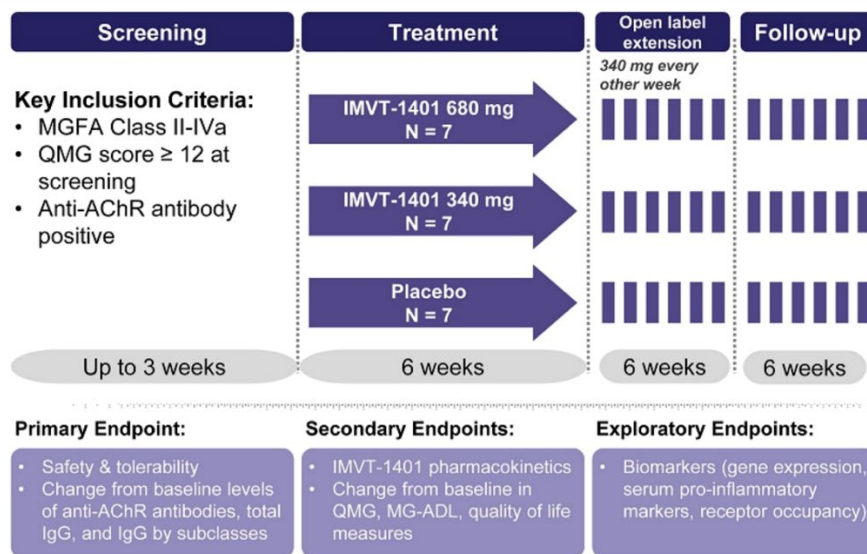 Screening
Treatment
Open label
extension
Follow-up
340 mg every
other week
Key Inclusion Criteria:
• MGFA Class II-IVa
• QMG score ≥ 12 at
screening
• Anti-AChR antibody
positive
IMVT-1401 680 mg
N = 7
IMVT-1401 340 mg
N = 7
Placebo
N = 7
Up to 3 weeks
6 weeks
6 weeks
6 weeks
Primary Endpoint:
• Safety & tolerability
• Change from baseline levels
of anti-AChR antibodies, total
IgG, and IgG by subclasses
Secondary Endpoints:
• IMVT-1401 pharmacokinetics
• Change from baseline in
QMG, MG-ADL, quality of life
measures
Exploratory Endpoints:
• Biomarkers (gene expression,
serum pro-inflammatory
markers, receptor occupancy)